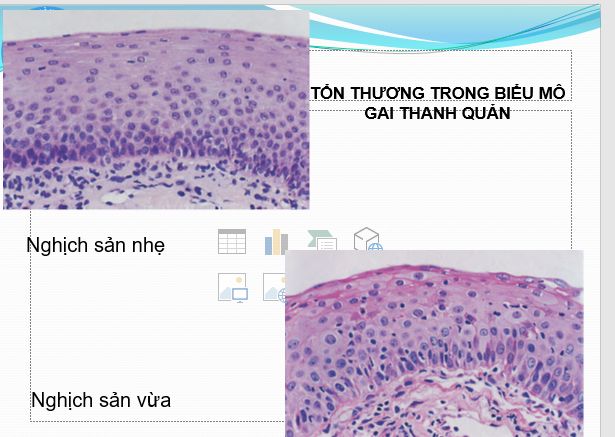 TỔN THƯƠNG TRONG BIỂU MÔ
GAI THANH QUẢN
Nghịch sản nhẹ
Nghịch sản vừa